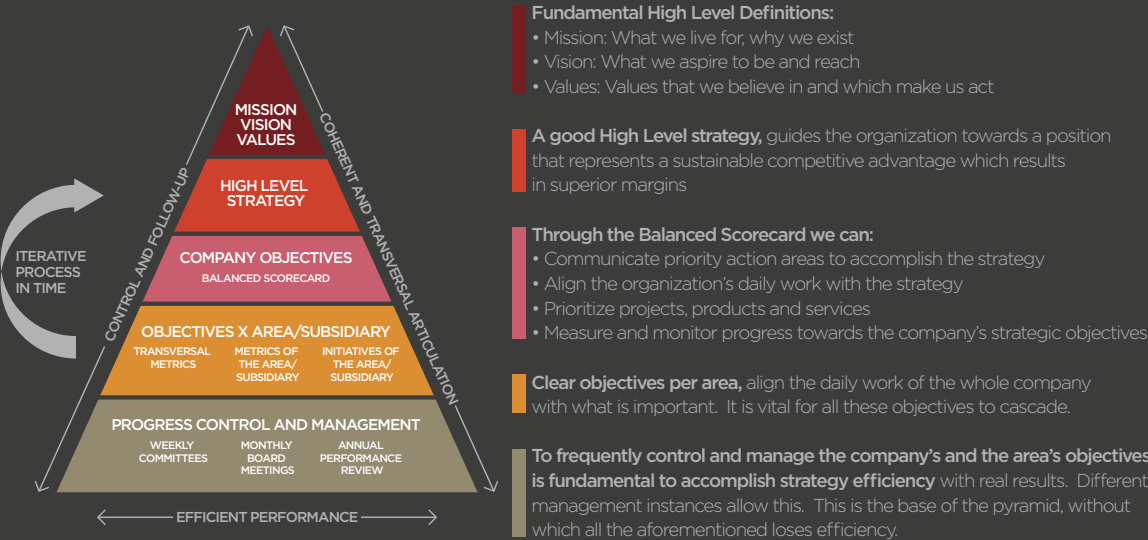 MISSION
VISION
VALUES
HIGH LEVEL
STRATEGY
COMPANY OBJECTIVES
BALANCED SCORECARD
OBJECTIVES X AREA/SUBSIDIARY
TRANSVERSAL
METRICS
METRICS OF
THE AREA/
SUBSIDIARY
INITIATIVES OF
THE AREA/
SUBSIDIARY
PROGRESS CONTROL AND MANAGEMENT
WEEKLY
COMMITTEES
MONTHLY
BOARD
MEETINGS
ANNUAL
PERFORMANCE
REVIEW
EFFICIENT PERFORMANCE
CONTROL AND FOLLOW-UP
COHERENT AND TRANSVERSAL ARTICULATION
ITERATIVE
PROCESS
IN TIME
Fundamental High Level Definitions:
• Mission: What we live for, why we exist
• Vision: What we aspire to be and reach
• Values: Values that we believe in and which make us act
A good High Level strategy, guides the organization towards a position
that represents a sustainable competitive advantage which results
in superior margins
Through the Balanced Scorecard we can:
• Communicate priority action areas to accomplish the strategy
• Align the organization's daily work with the strategy
• Prioritize projects, products and services
• Measure and monitor progress towards the company's strategic objectives
Clear objectives per area, align the daily work of the whole company
with what is important. It is vital for all these objectives to cascade.
To frequently control and manage the company's and the area's objectives
is fundamental to accomplish strategy efficiency with real results. Different
management instances allow this. This is the base of the pyramid, without
which all the aforementioned loses efficiency.